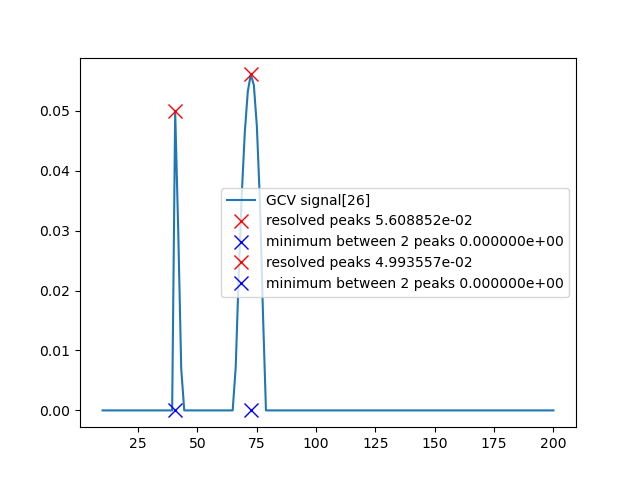 0.05
0.04
0.03
0.02
0.01
0.00
GCV signal[26]
resolved peaks 5.608852e-02
minimum between 2 peaks 0.000000e+00
resolved peaks 4.993557e-02
minimum between 2 peaks 0.000000e+00
25 50 75 100 125 150 175 200